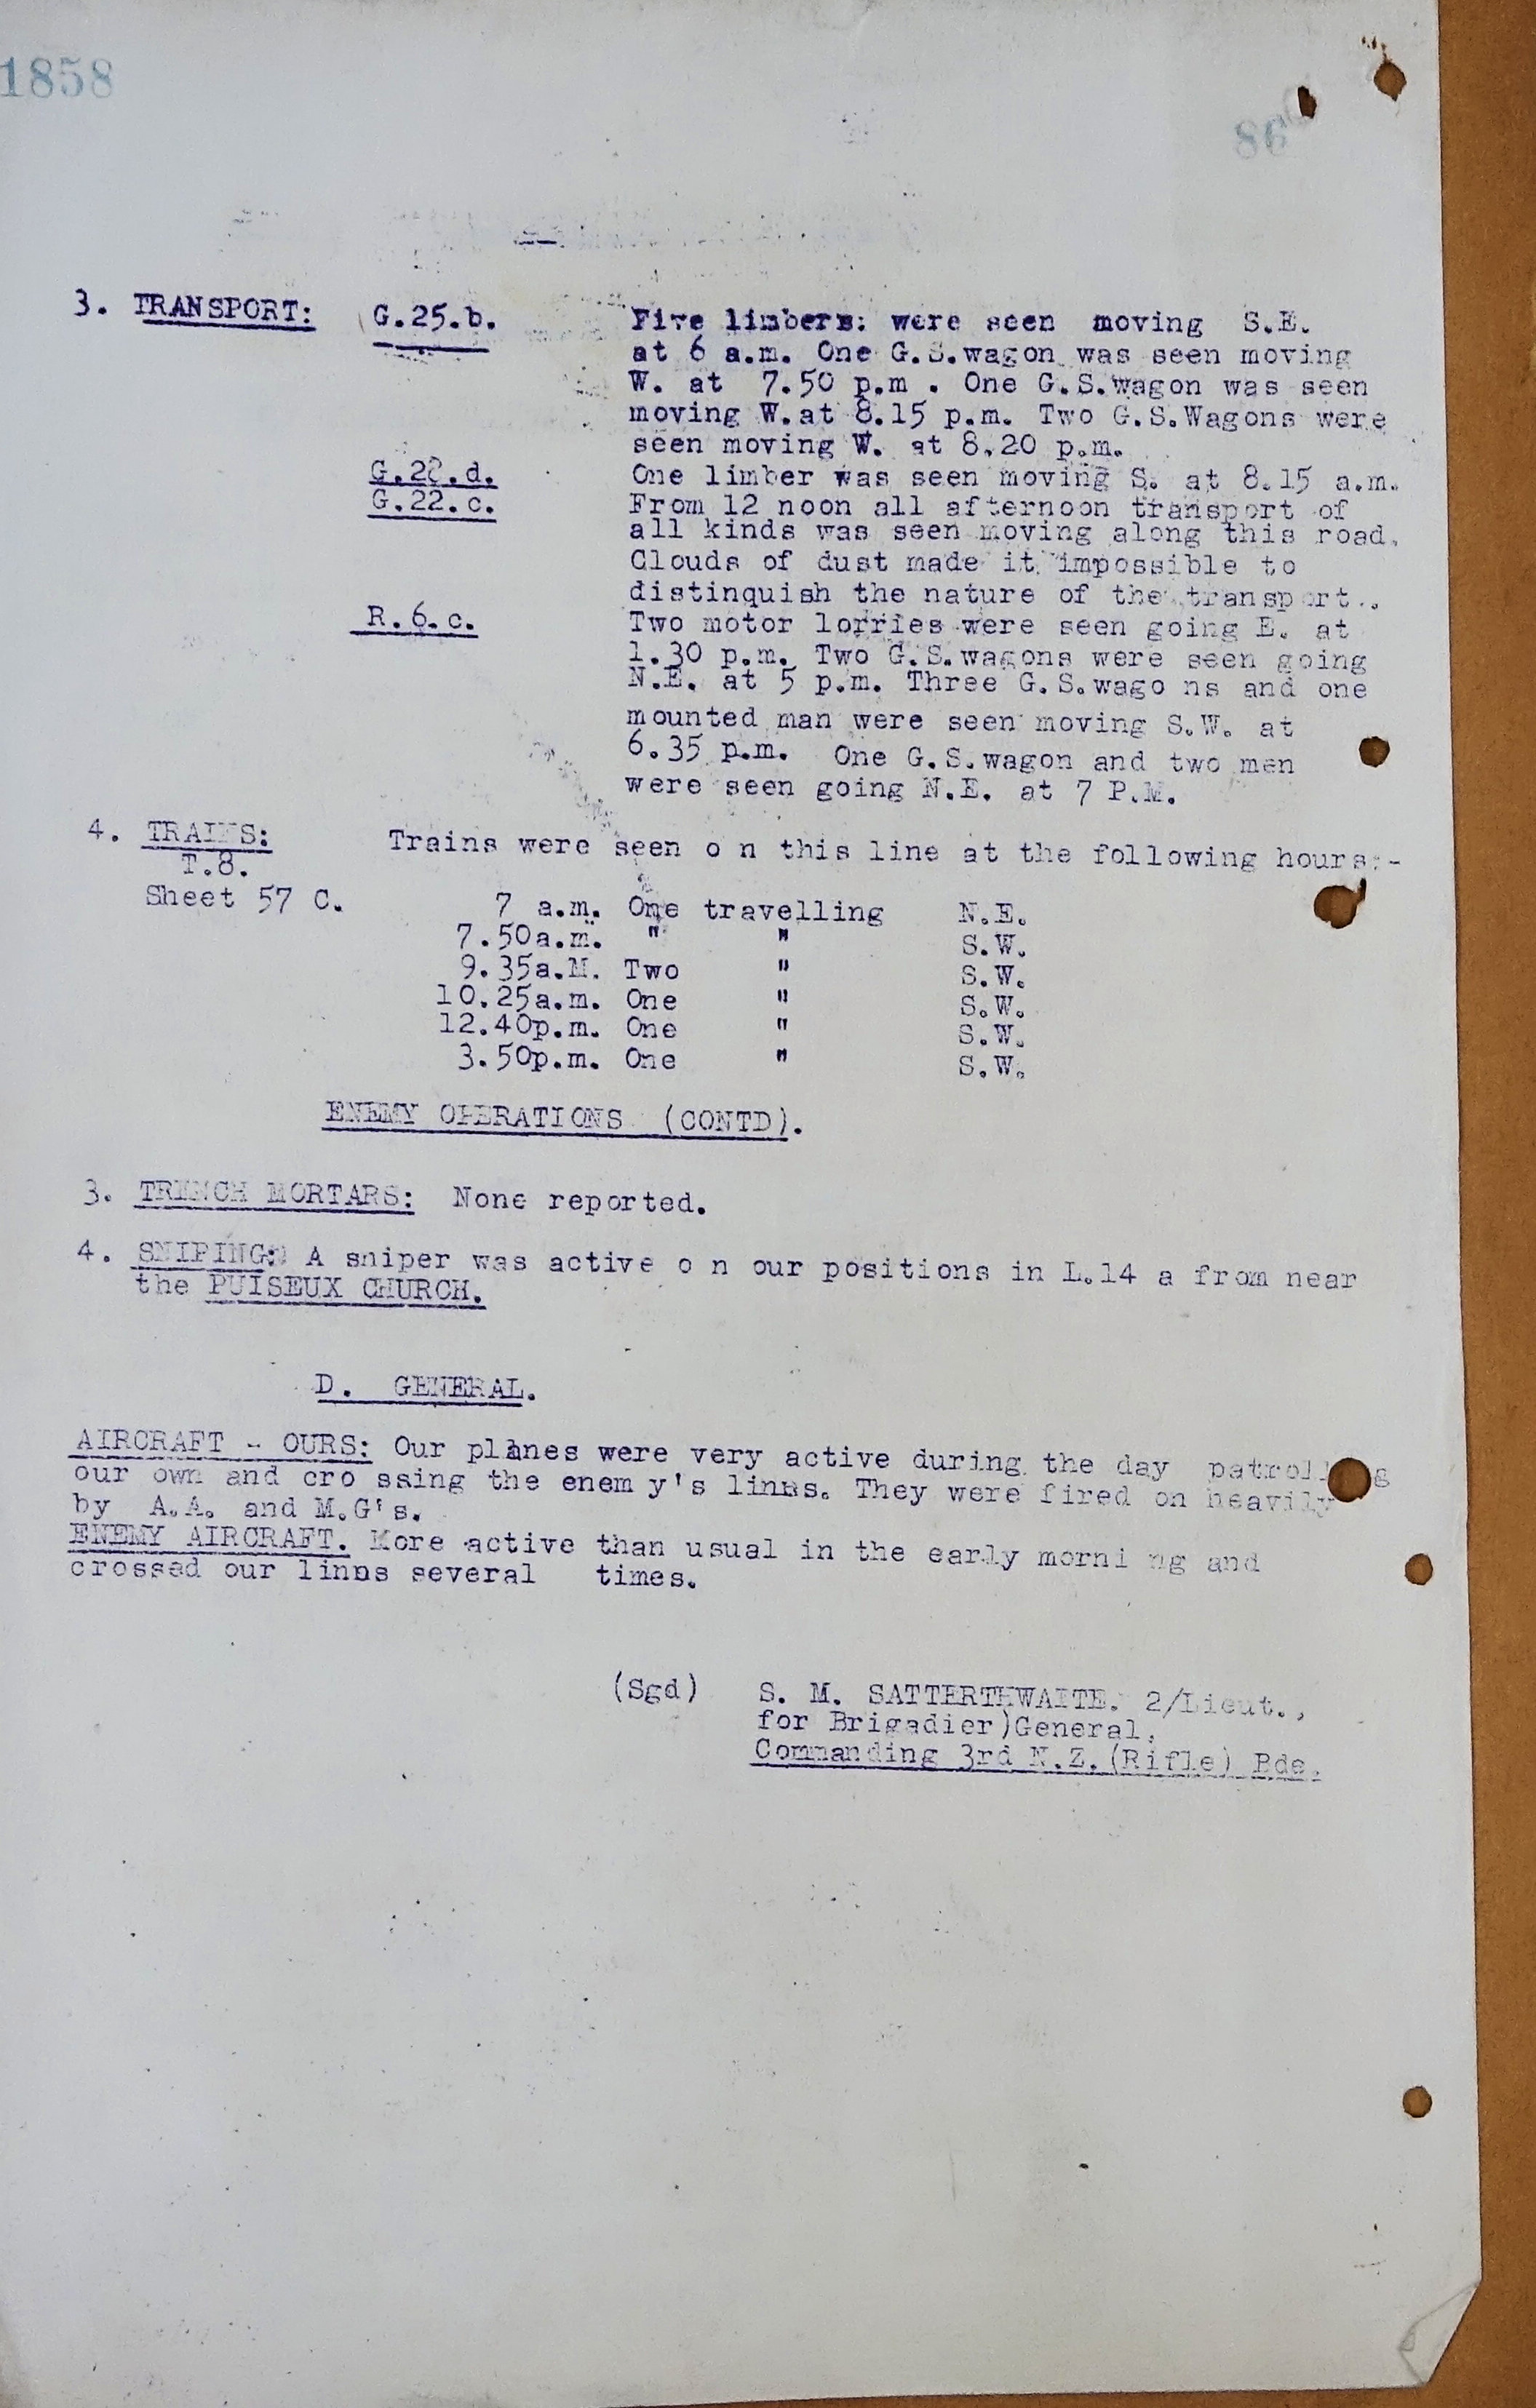 1858
86
3. TRANSPORT: G.25.b. Five limbers: were seen moving S.E.
at 6 a.m. One G.S.wagon was seen moving
W. at 7.50 p.m . One G.S.wagon was seen
moving W.at 8.15 p.m. Two G.S.Wagons were
seen moving W. at 8.20 p.m.
One limber was seen moving S. at 8.15 a.m.
G.22.c. From 12 noon all afternoon transport of
all kinds was seen moving along this road.
Clouds of dust made it impossible to
distinquish the nature of the transport..
R.6.c. Two motor lorries were seen going E. at
1.30 p.m. Two G.S.wagons were seen going
N.E. at 5 p.m. Three G.S.wago ns and one
mounted man were seen moving S.W. at
6.35 p.m. One G.S.wagon and two men
were seen going N.E. at 7 P.M.
4. TRAINS: Trains were seen o n this line at the following hours:-
T.8.
Sheet 57 C.
7 a.m. One travelling N.E.
7.50a.m. " " S.W.
9.35a.M. Two " S.W.
10.25a.m. One " S.W.
12.40p.m. One " S.W.
3.50p.m. One " S.W.
ENEMY OPERATIONS (CONTD).
3. TRENCH MORTARS: None reported.
4. SNIPING: A sniper was active o n our positions in L.14 a from near
the PUISEUX CHURCH.
D. GENERAL.
AIRCRAFT - OURS: Our planes were very active during the day
our own and cro ssing the enem y's linns. They were fired on heavily
by A.A. and M.G's.
ENEMY AIRCRAFT. More active than usual in the early morni ng and
crossed our linns several times.
(Sgd) S. M. SATTERTHWAITE. 2/Lieut.,
for Brigadier)General,
Commanding 3rd N.Z.(Rifle) Bde.